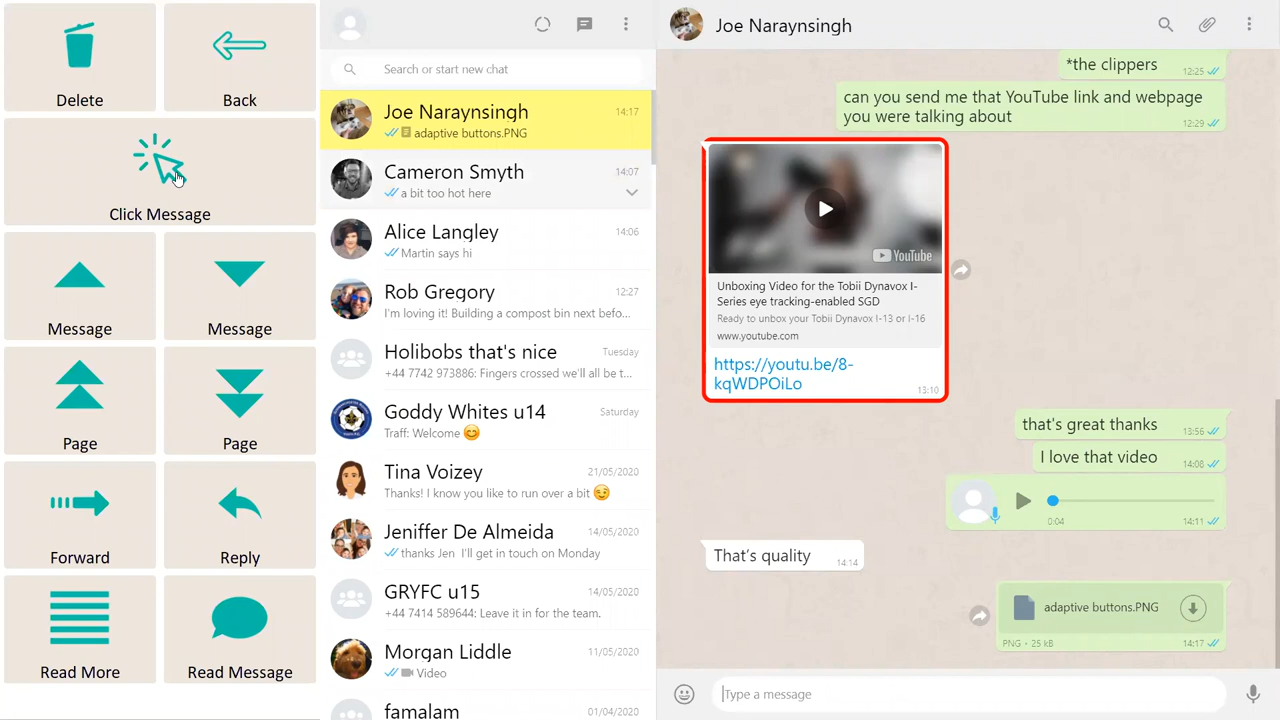 Delete
Back
Click Message
Message
Message
Page
Page
Forward
Reply
Read More
Read Message
Search or start new chat
Joe Naraynsingh
14:17
adaptive buttons.PNG
Cameron Smyth
14:07
a bit too hot here
Alice Langley
14:06
Martin says hi
Rob Gregory
12:27
I'm loving it! Building a compost bin next befo...
Holibobs that's nice
Tuesday
+44 7742 973886: Fingers crossed we'll all be t...
Goddy Whites u14
Saturday
Traff: Welcome 😊
Tina Voizey
21/05/2020
Thanks! I know you like to run over a bit 😉
Jeniffer De Almeida
14/05/2020
thanks Jen I'll get in touch on Monday
GRYFC u15
14/05/2020
+44 7414 589644: Leave it in for the team.
Morgan Liddle
11/05/2020
Video
famalam
01/04/2020
Joe Naraynsingh
*the clippers
12:25
can you send me that YouTube link and webpage
you were talking about
12:29
YouTube
Unboxing Video for the Tobii Dynavox I-
Series eye tracking-enabled SGD
Ready to unbox your Tobii Dynavox I-13 or I-16
www.youtube.com
https://youtu.be/8-
kqWDPOiLo
13:10
that's great thanks
13:56
I love that video
14:08
0:04
14:11
That's quality
14:14
adaptive buttons.PNG
PNG • 25 kB
14:17
Type a message